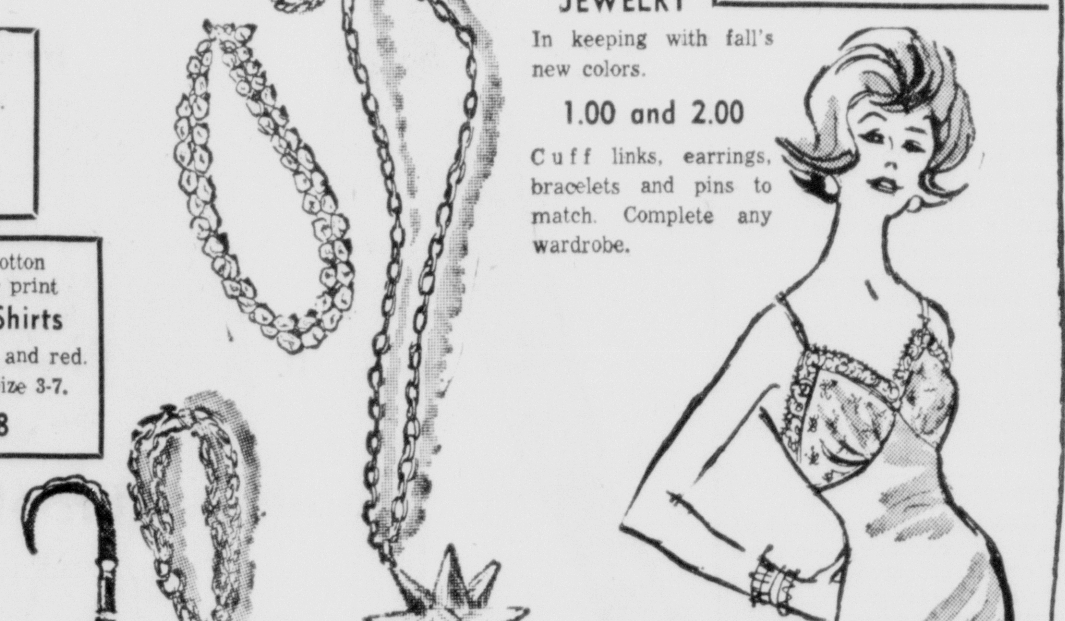 JEWELRY
In keeping with fall's
new colors.
1.00 and 2.00
Cuff links, earrings,
bracelets and pins to
match. Complete any
wardrobe.
otton
print
Shirts
and red.
ize 3-7.
8